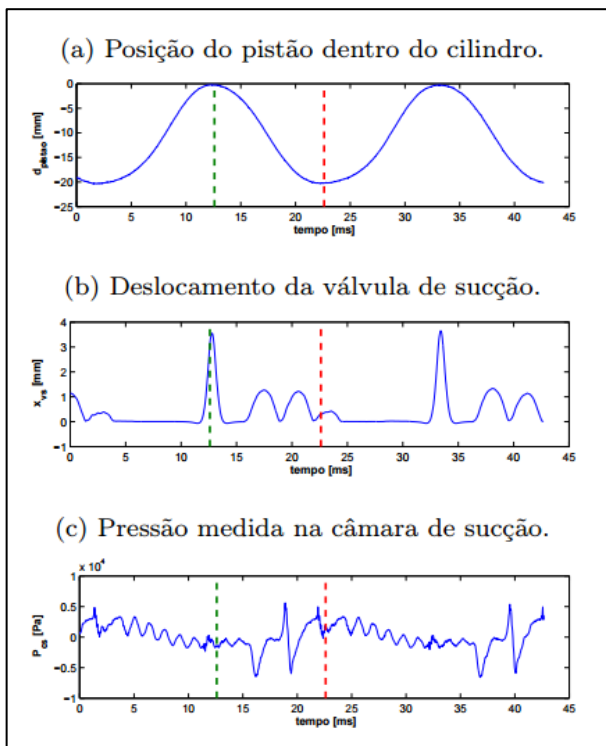 (a) Posição do pistão dentro do cilindro.
0
−5
−10
−15
−20
−25
d_pistao [mm]
0 5 10 15 20 25 30 35 40 45
tempo [ms]
(b) Deslocamento da válvula de sucção.
4
3
2
1
0
−1
x_vs [mm]
0 5 10 15 20 25 30 35 40 45
tempo [ms]
(c) Pressão medida na câmara de sucção.
x 10^4
1
0.5
0
−0.5
−1
P_cs [Pa]
0 5 10 15 20 25 30 35 40 45
tempo [ms]